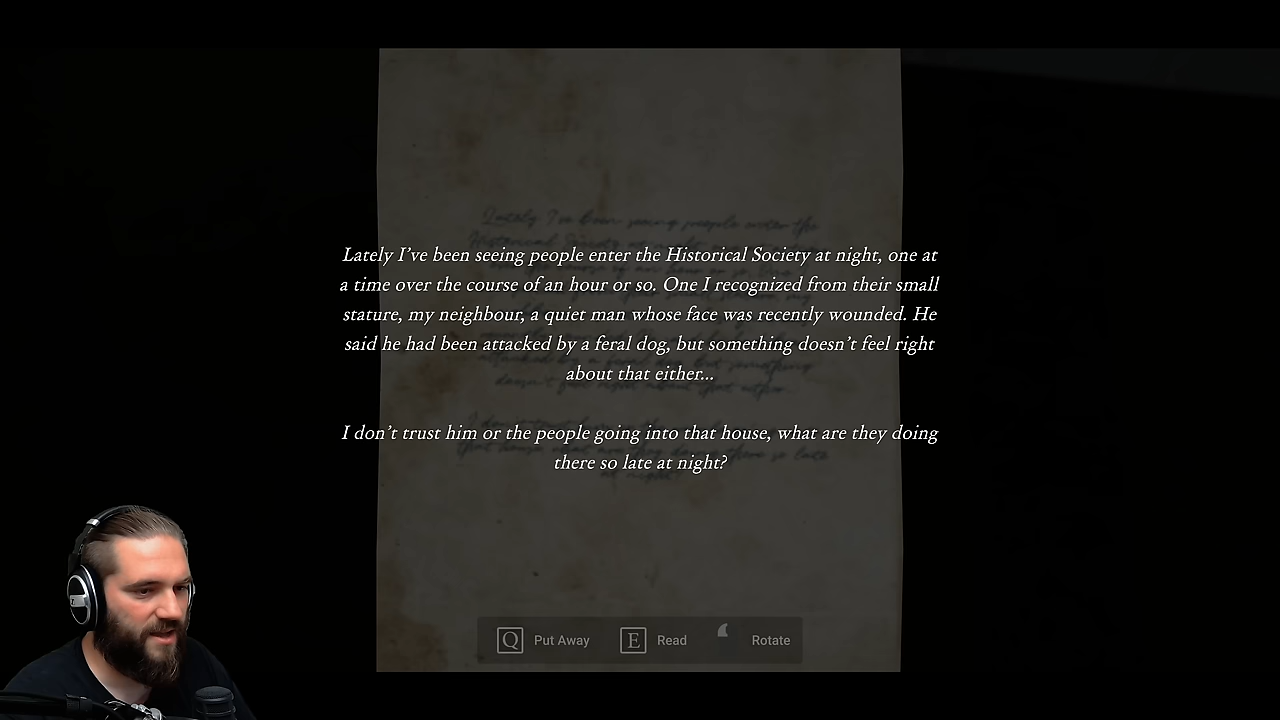 Lately I've been seeing people enter the Historical Society at night, one at
a time over the course of an hour or so. One I recognized from their small
stature, my neighbour, a quiet man whose face was recently wounded. He
said he had been attacked by a feral dog, but something doesn't feel right
about that either...
I don't trust him or the people going into that house, what are they doing
there so late at night?
Q Put Away E Read Rotate